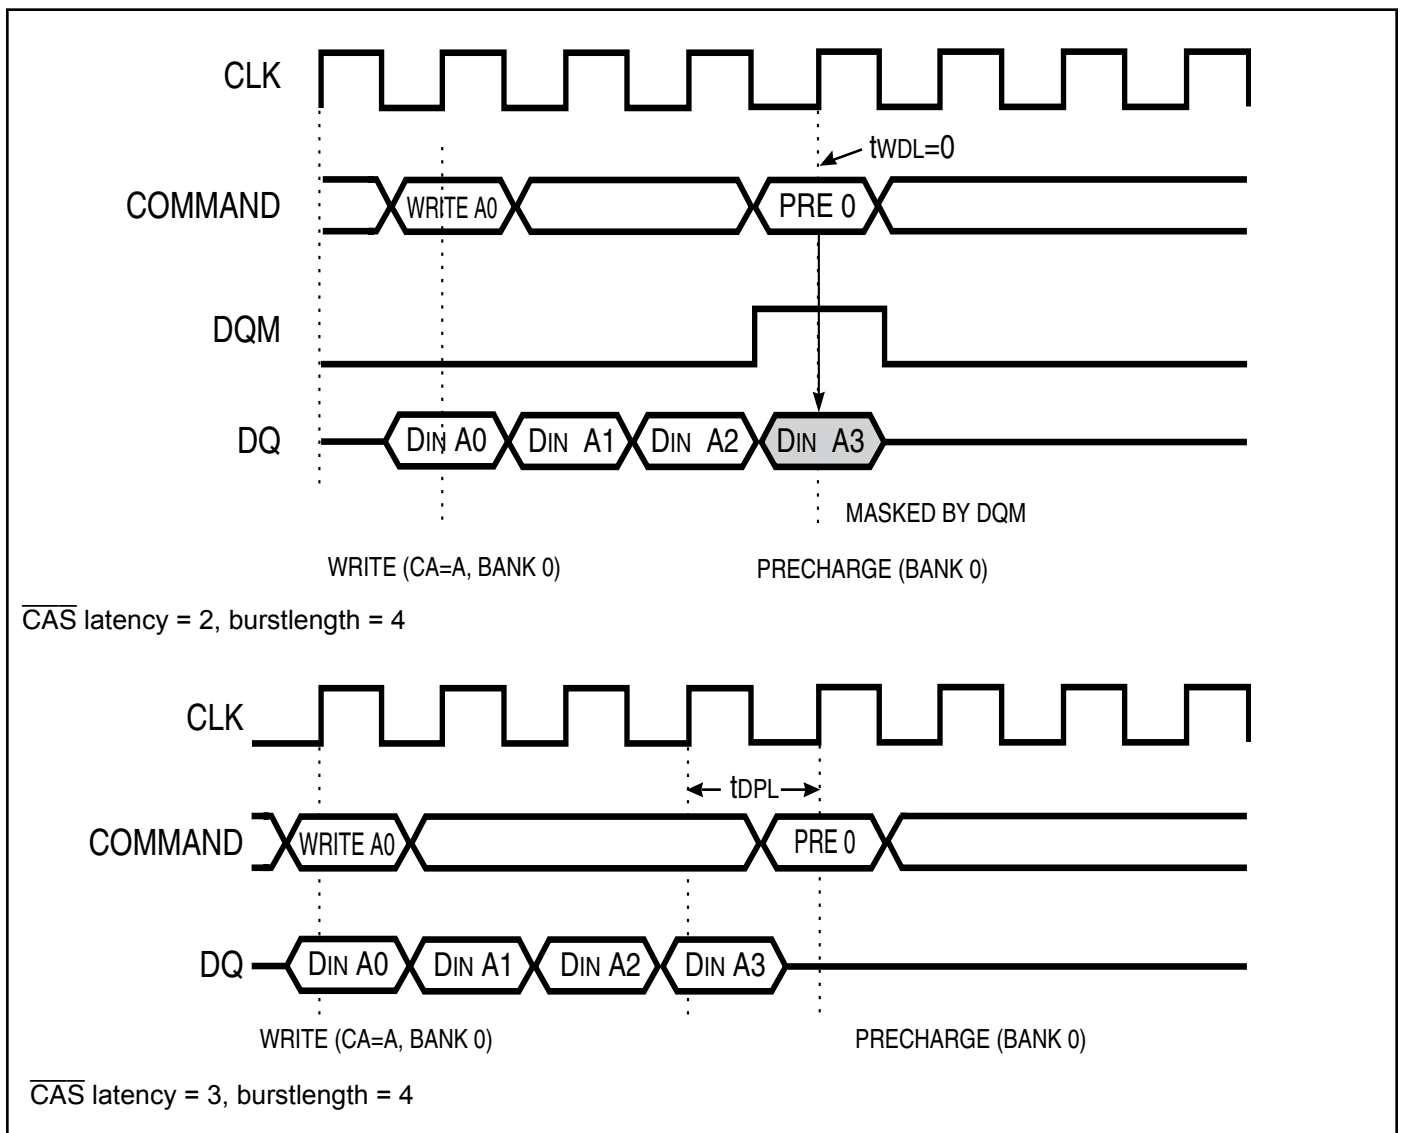 CLK
tWDL=0
COMMAND WRITE A0 PRE 0
DQM
DQ DIN A0 DIN A1 DIN A2 DIN A3
MASKED BY DQM
WRITE (CA=A, BANK 0) PRECHARGE (BANK 0)
CAS latency = 2, burstlength = 4
CLK
tDPL
COMMAND WRITE A0 PRE 0
DQ DIN A0 DIN A1 DIN A2 DIN A3
WRITE (CA=A, BANK 0) PRECHARGE (BANK 0)
CAS latency = 3, burstlength = 4